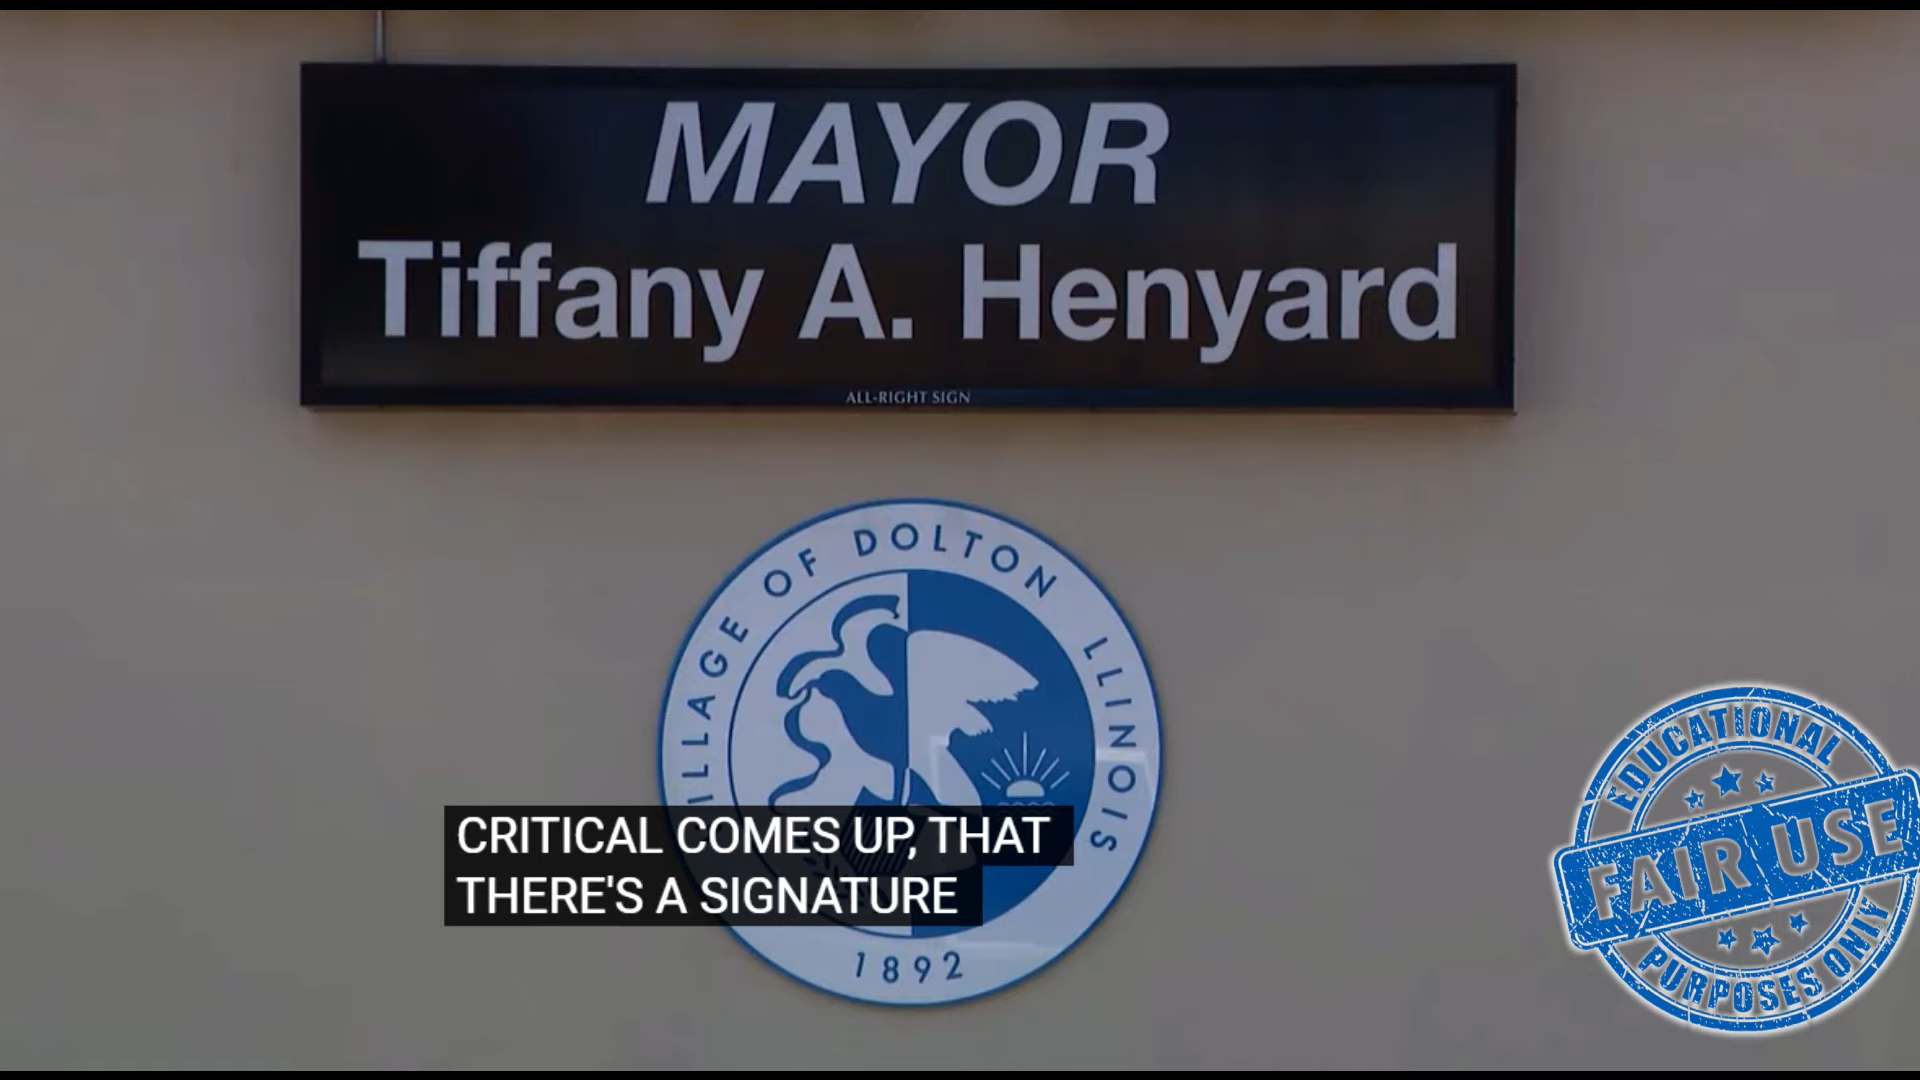 MAYOR
Tiffany A. Henyard
ALL-RIGHT SIGN
VILLAGE OF DOLTON ILLINOIS
1892
CRITICAL COMES UP, THAT
THERE'S A SIGNATURE
EDUCATIONAL
FAIR USE
PURPOSES ONLY